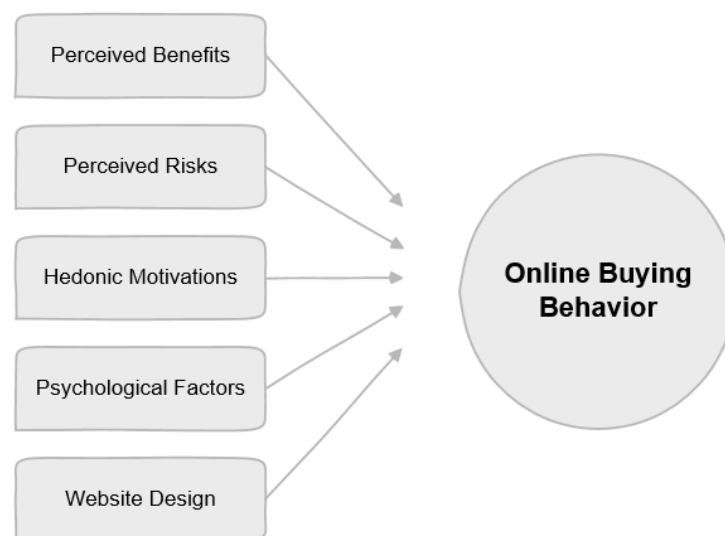 Perceived Benefits
Perceived Risks
Hedonic Motivations
Psychological Factors
Website Design
Online Buying
Behavior